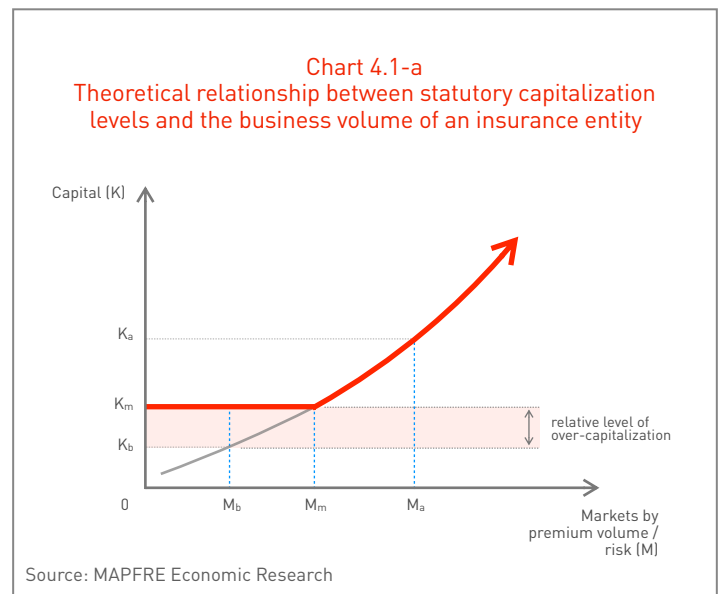 Chart 4.1-a
Theoretical relationship between statutory capitalization
levels and the business volume of an insurance entity
Capital (K)
Ka
Km
Kb
relative level of
over-capitalization
0
Mb
Mm
Ma
Markets by
premium volume /
risk (M)
Source: MAPFRE Economic Research